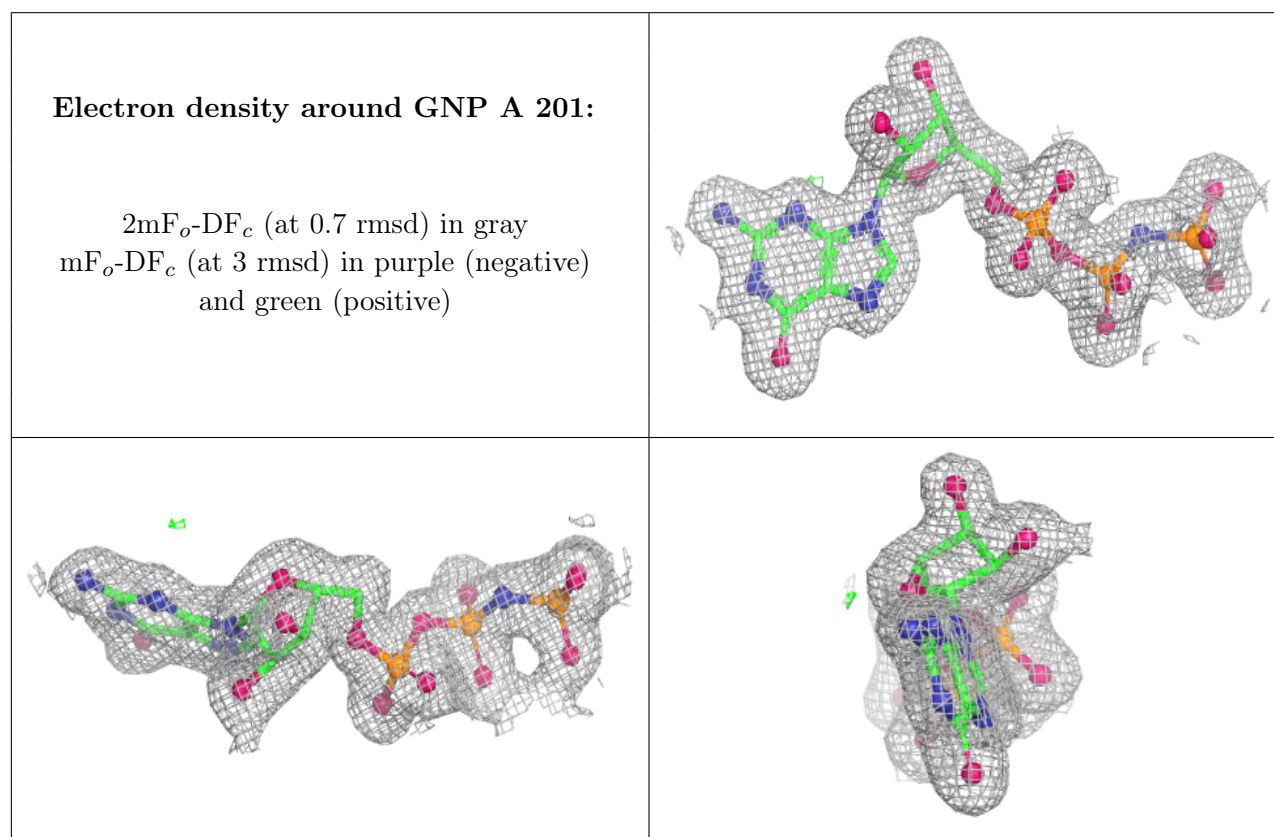 Electron density around GNP A 201:
2mFo-DFc (at 0.7 rmsd) in gray
mFo-DFc (at 3 rmsd) in purple (negative)
and green (positive)